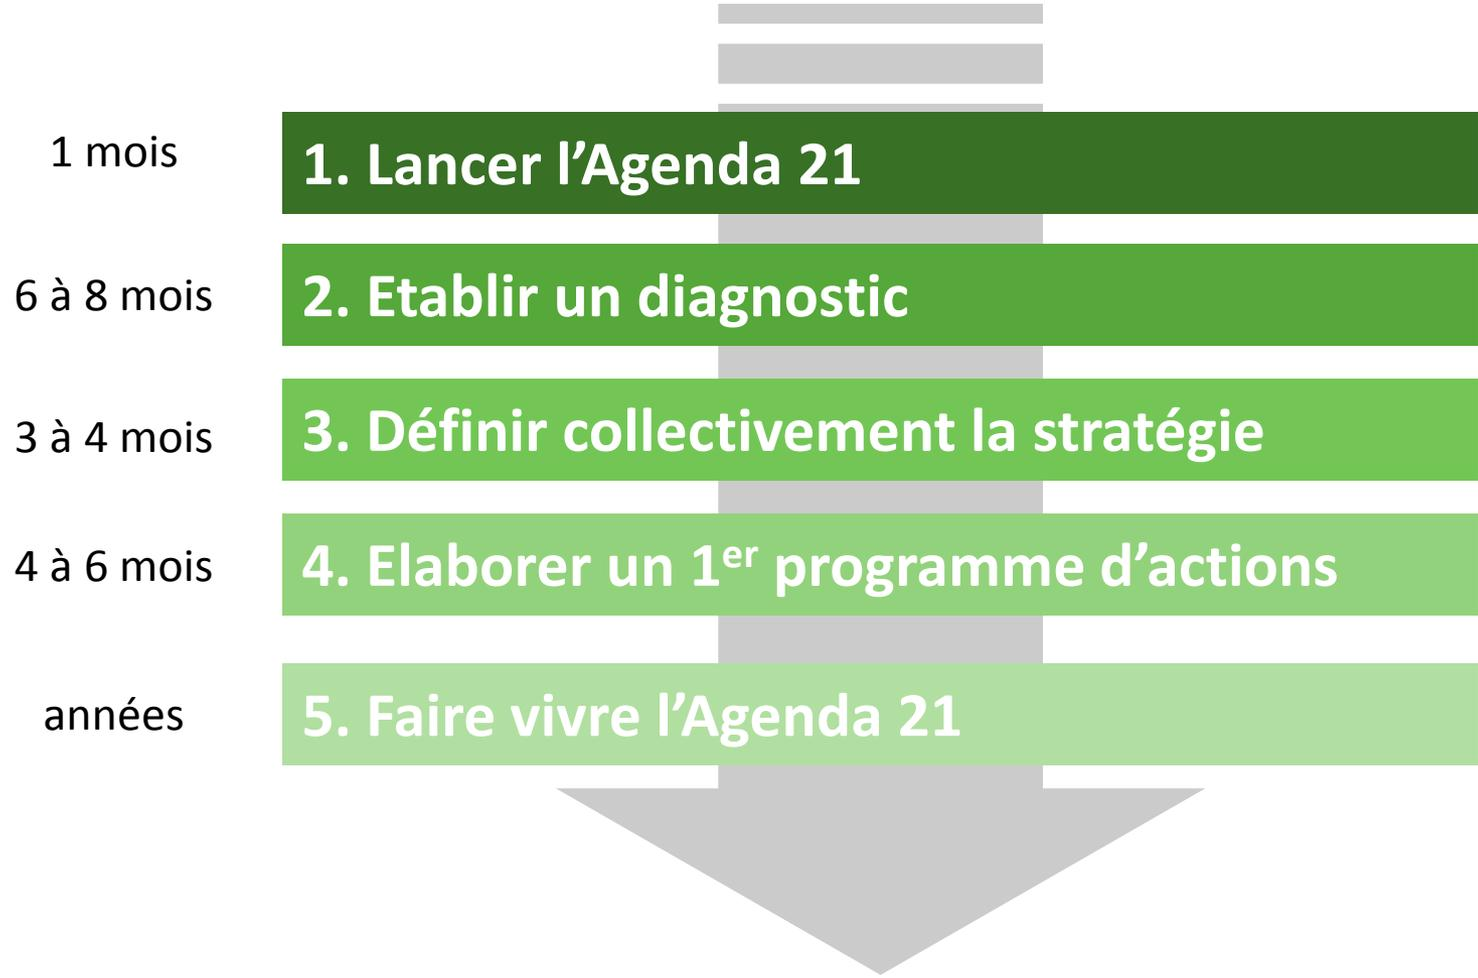 1 mois
1. Lancer l’Agenda 21
6 à 8 mois
2. Etablir un diagnostic
3 à 4 mois
3. Définir collectivement la stratégie
4 à 6 mois
4. Elaborer un 1er programme d’actions
années
5. Faire vivre l’Agenda 21